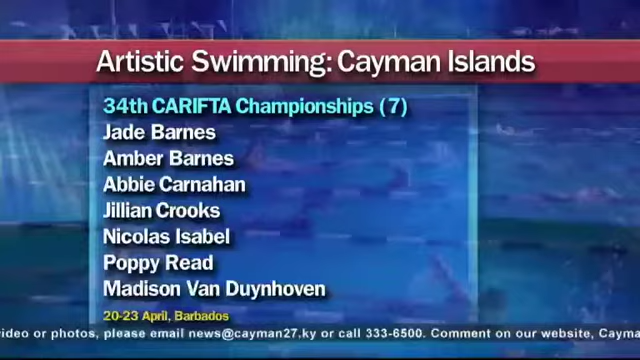 Artistic Swimming: Cayman Islands
34th CARIFTA Championships (7)
Jade Barnes
Amber Barnes
Abbie Carnahan
Jillian Crooks
Nicolas Isabel
Poppy Read
Madison Van Duynhoven
20-23 April, Barbados
video or photos, please email news@cayman27.ky or call 333-6500. Comment on our website, Cayma